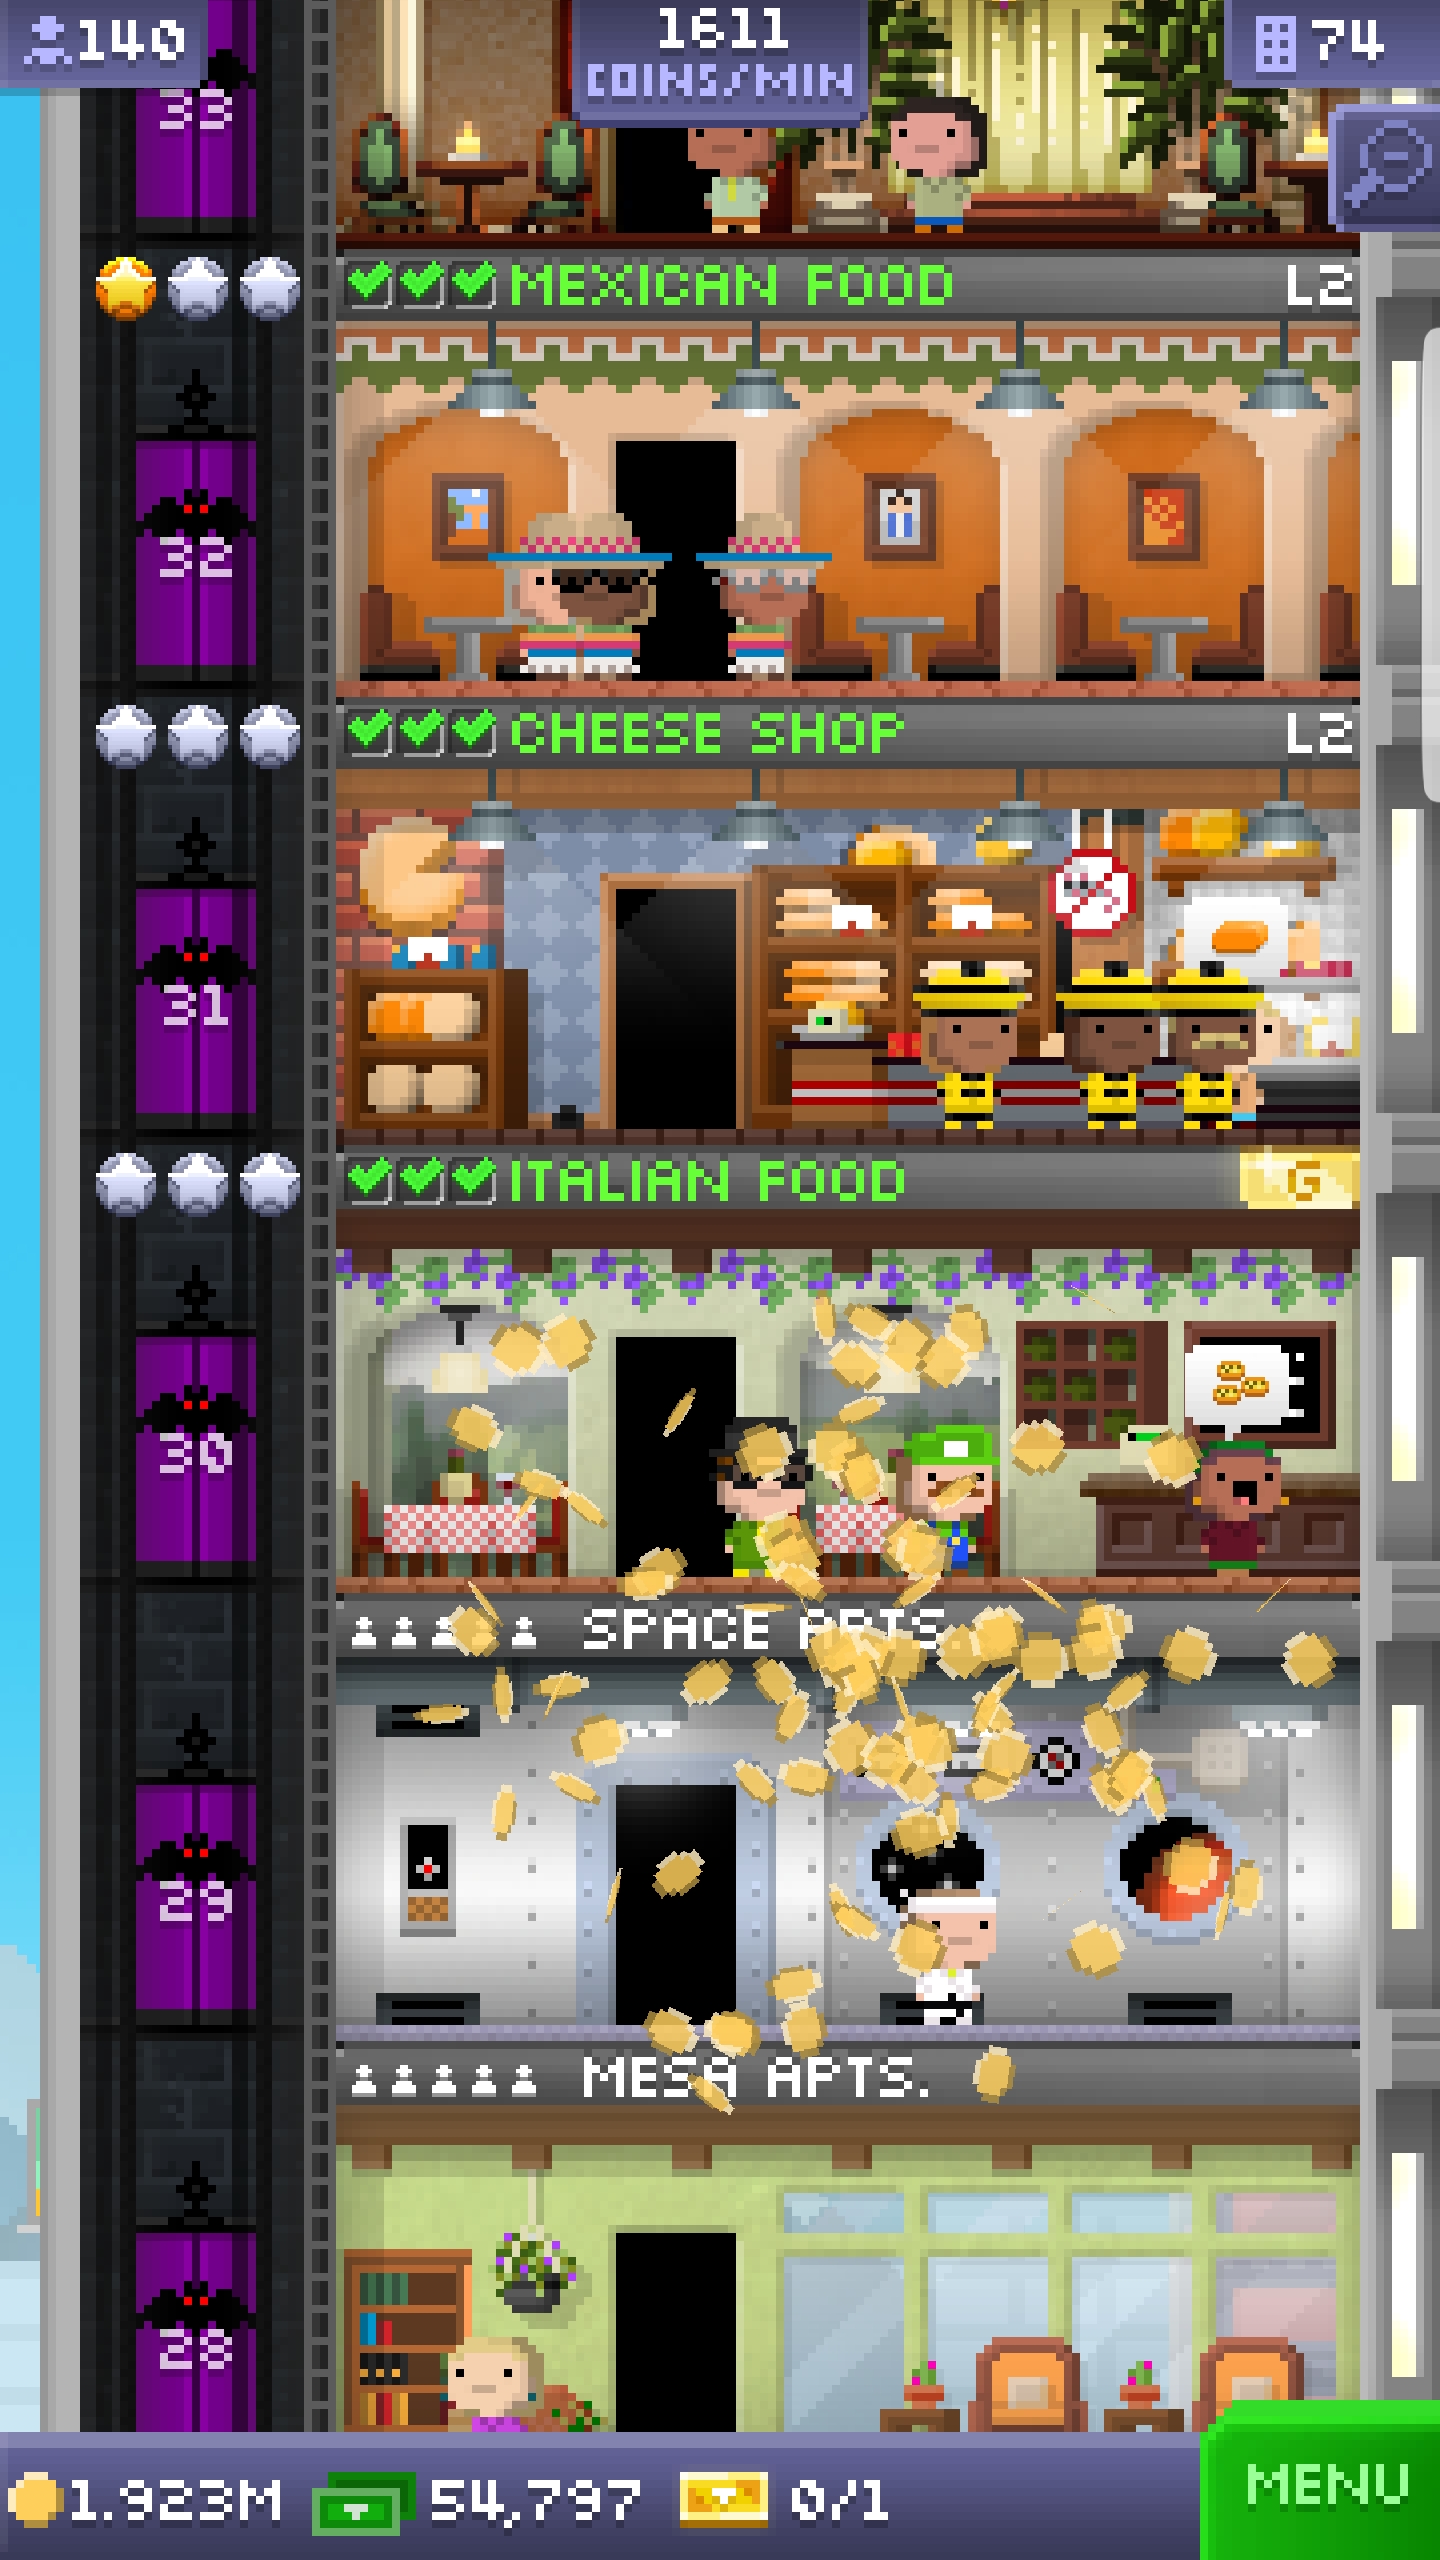 140
1611
COINS/MIN
74
33
MEXICAN FOOD L2
32
CHEESE SHOP L2
31
ITALIAN FOOD G
30
SPACE APTS.
29
MESA APTS.
28
1.923M 54,797 0/1
MENU